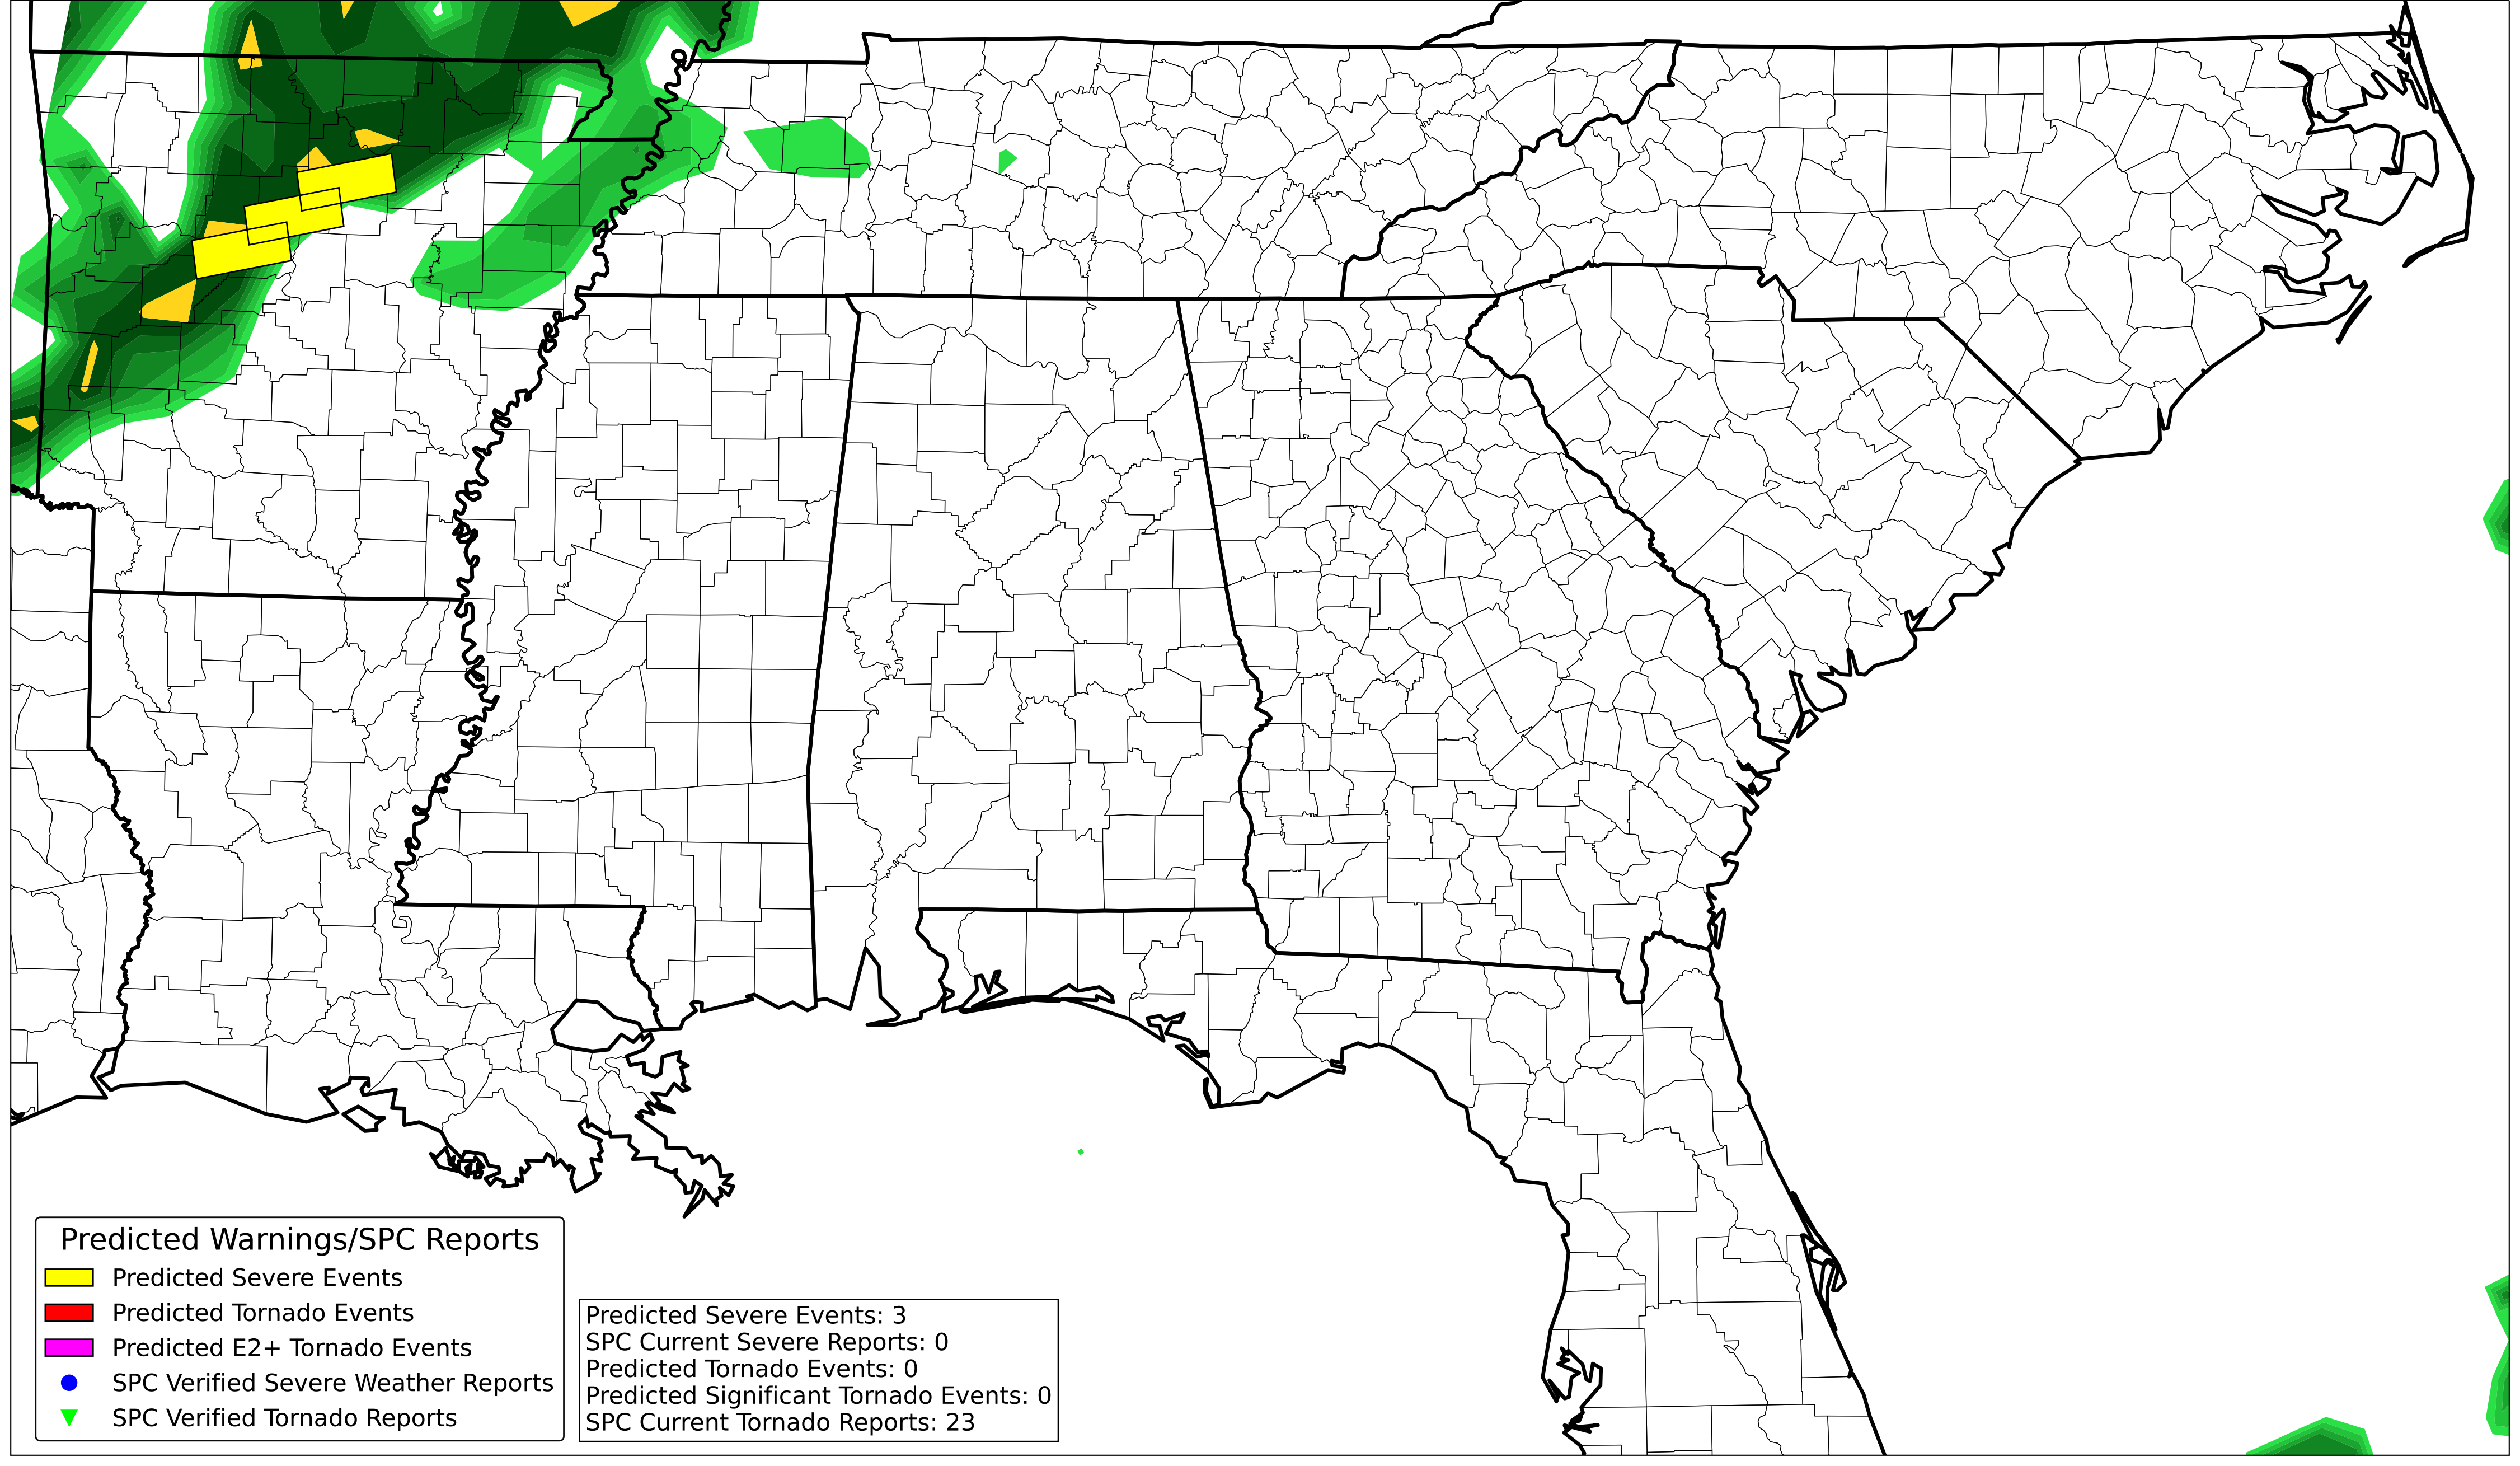 Predicted Warnings/SPC Reports
Predicted Severe Events
Predicted Tornado Events
Predicted E2+ Tornado Events
SPC Verified Severe Weather Reports
SPC Verified Tornado Reports
Predicted Severe Events: 3
SPC Current Severe Reports: 0
Predicted Tornado Events: 0
Predicted Significant Tornado Events: 0
SPC Current Tornado Reports: 23